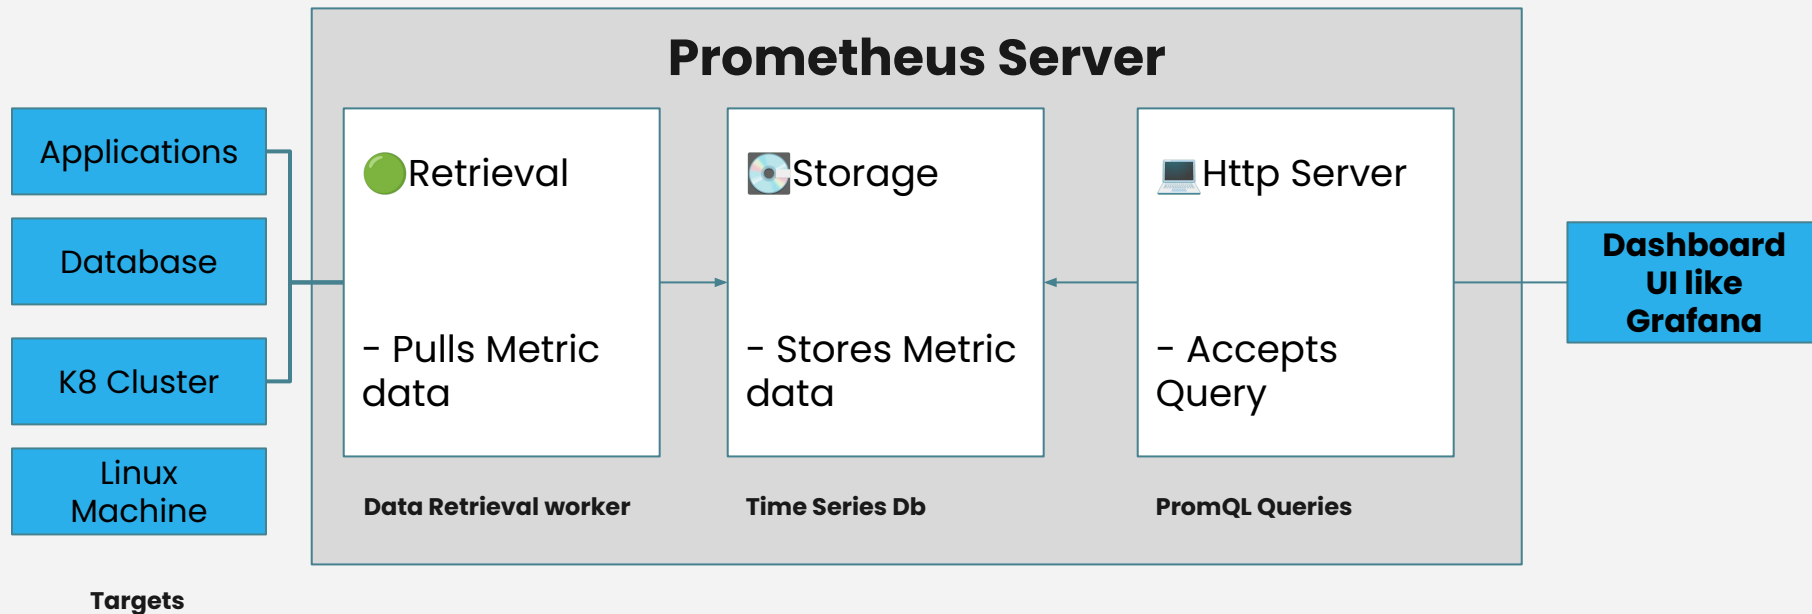 Prometheus Server
Applications
Database
K8 Cluster
Linux
Machine
Targets
🟢Retrieval
- Pulls Metric
data
Data Retrieval worker
💽Storage
- Stores Metric
data
Time Series Db
💻Http Server
- Accepts
Query
PromQL Queries
Dashboard
UI like
Grafana